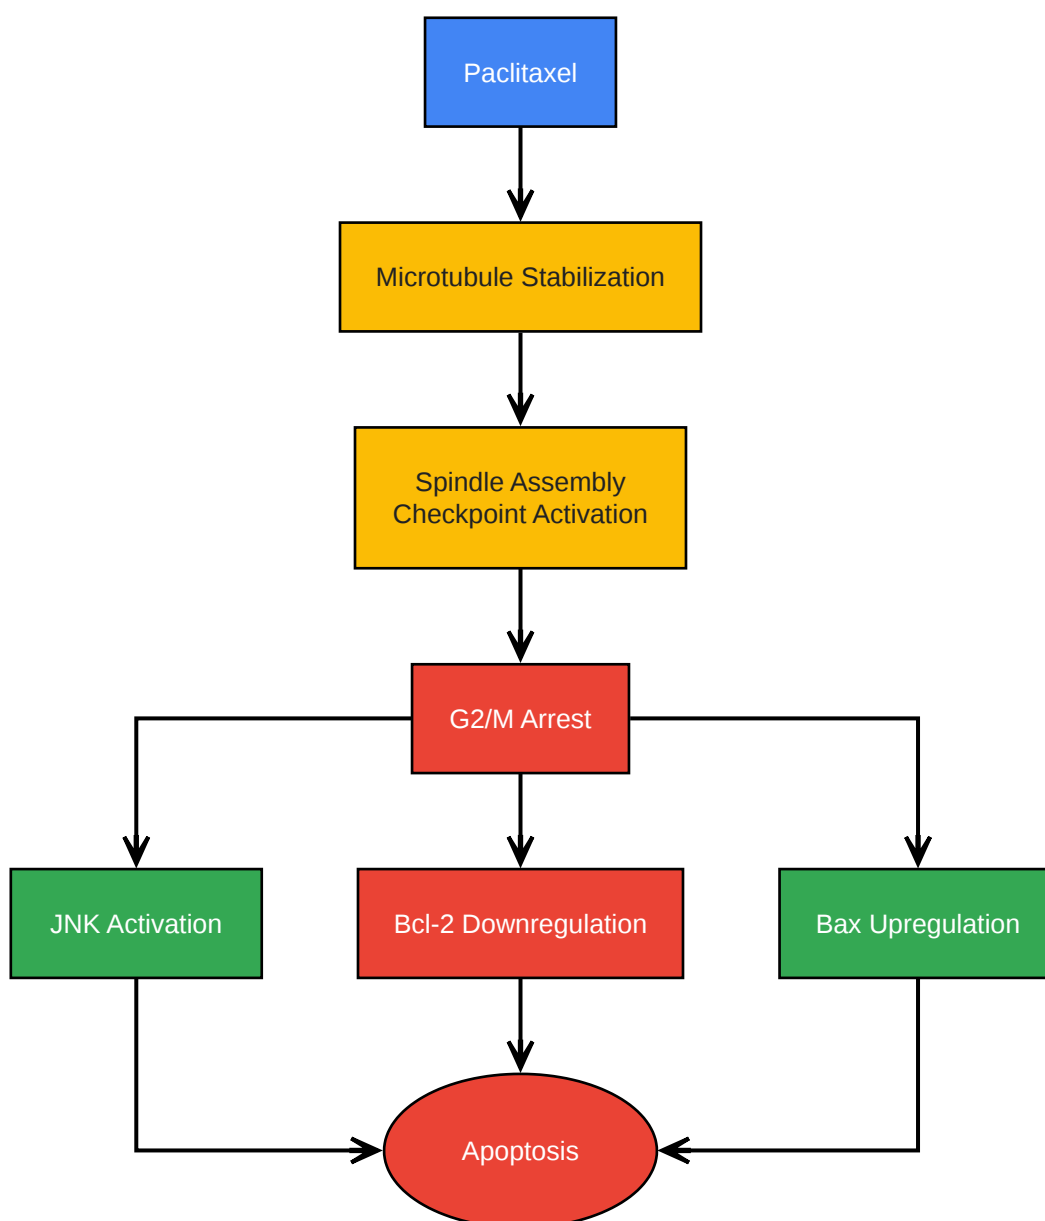 Paclitaxel
Microtubule Stabilization
Spindle Assembly
Checkpoint Activation
G2/M Arrest
JNK Activation
Bcl-2 Downregulation
Bax Upregulation
Apoptosis